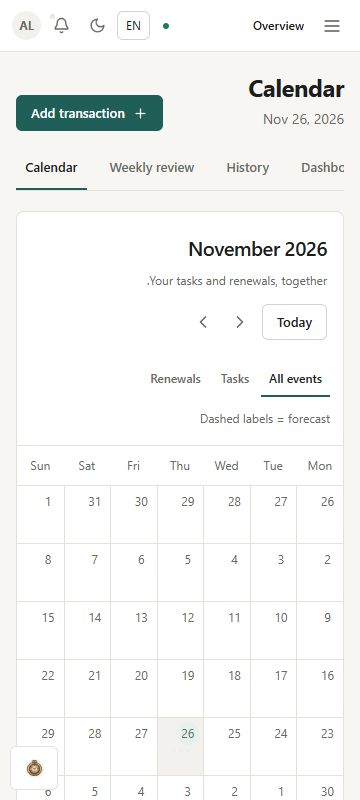 AL EN Overview
Calendar
Add transaction +
Nov 26, 2026
Calendar Weekly review History Dashbo
November 2026
.Your tasks and renewals, together
Today
Renewals Tasks All events
Dashed labels = forecast
Sun Sat Fri Thu Wed Tue Mon
1 31 30 29 28 27 26
8 7 6 5 4 3 2
15 14 13 12 11 10 9
22 21 20 19 18 17 16
29 28 27 26 25 24 23
6 5 4 3 2 1 30